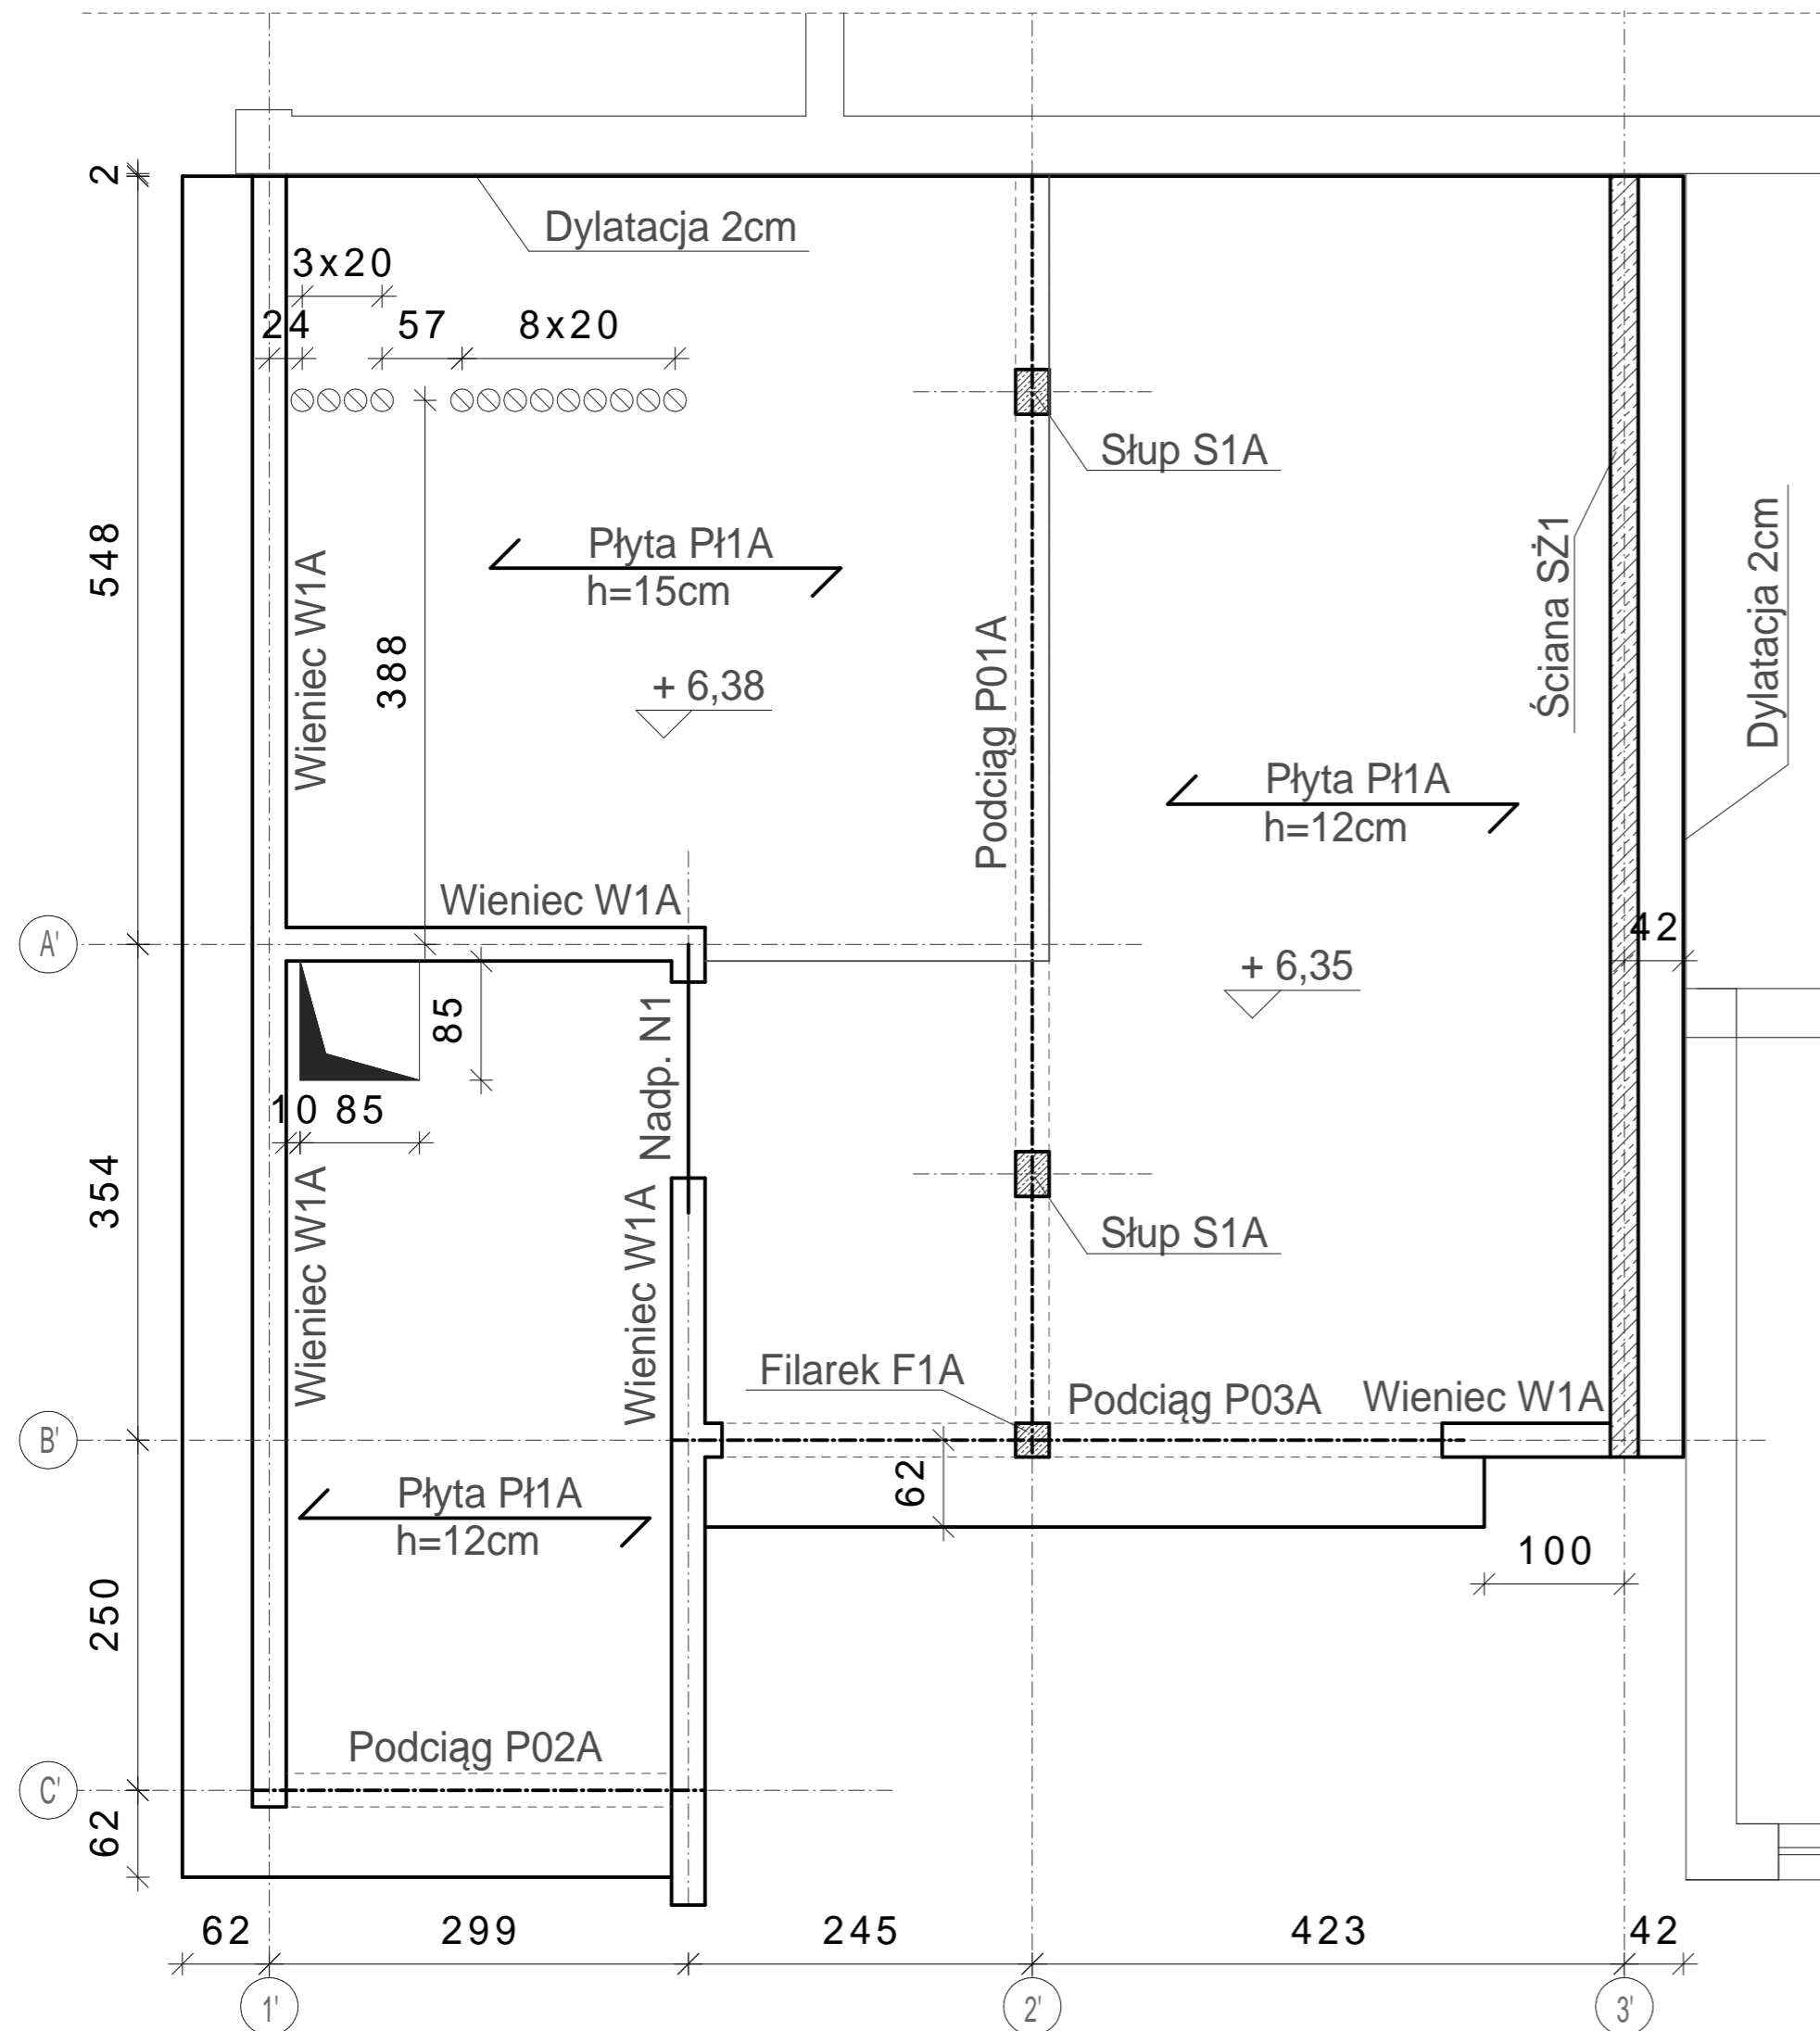 2
Dylatacja 2cm
3x20
24
57
8x20
Słup S1A
548
Wieniec W1A
Płyta Pł1A
h=15cm
388
+ 6,38
Podciąg P01A
Ściana SŻ1
Dylatacja 2cm
Płyta Pł1A
h=12cm
Wieniec W1A
A'
42
+ 6,35
85
Nadp. N1
10
85
354
Wieniec W1A
Wieniec W1A
Słup S1A
Filarek F1A
Podciąg P03A
Wieniec W1A
B'
62
Płyta Pł1A
h=12cm
100
250
Podciąg P02A
C'
62
62
299
245
423
42
1'
2'
3'